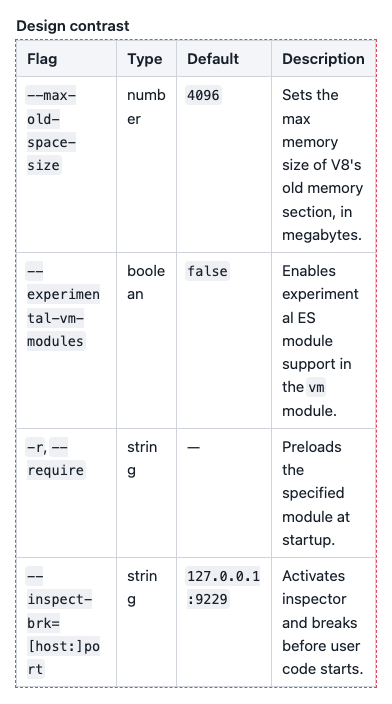 Design contrast
Flag Type Default Description
--max- numb 4096 Sets the
old- er max
space- memory
size size of V8's
old memory
section, in
megabytes.
-- boole false Enables
experimen an experiment
tal-vm- al ES
modules module
support in
the vm
module.
-r, -- strin — Preloads
require g the
specified
module at
startup.
-- strin 127.0.0.1 Activates
inspect- g :9229 inspector
brk= and breaks
[host:]po before user
rt code starts.